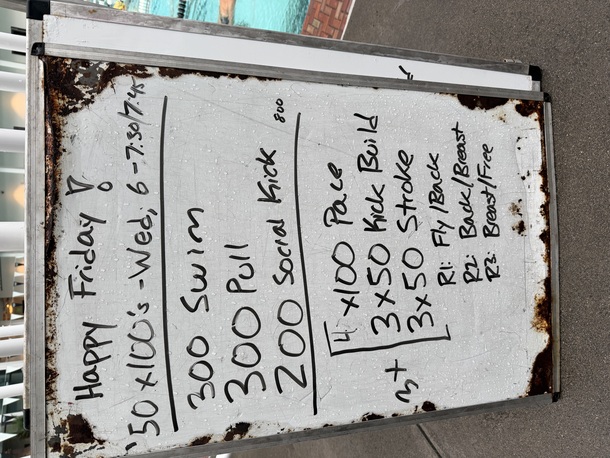 Happy Friday!
'50 x 100's - Wed, 6 - 7:30/7:45
300 Swim
300 Pull
200 Social Kick 800
4 x 100 Pace
3+ 3 x 50 Kick Build
3 x 50 Stroke
R1: Fly/Back
R2: Back/Breast
R3: Breast/Free